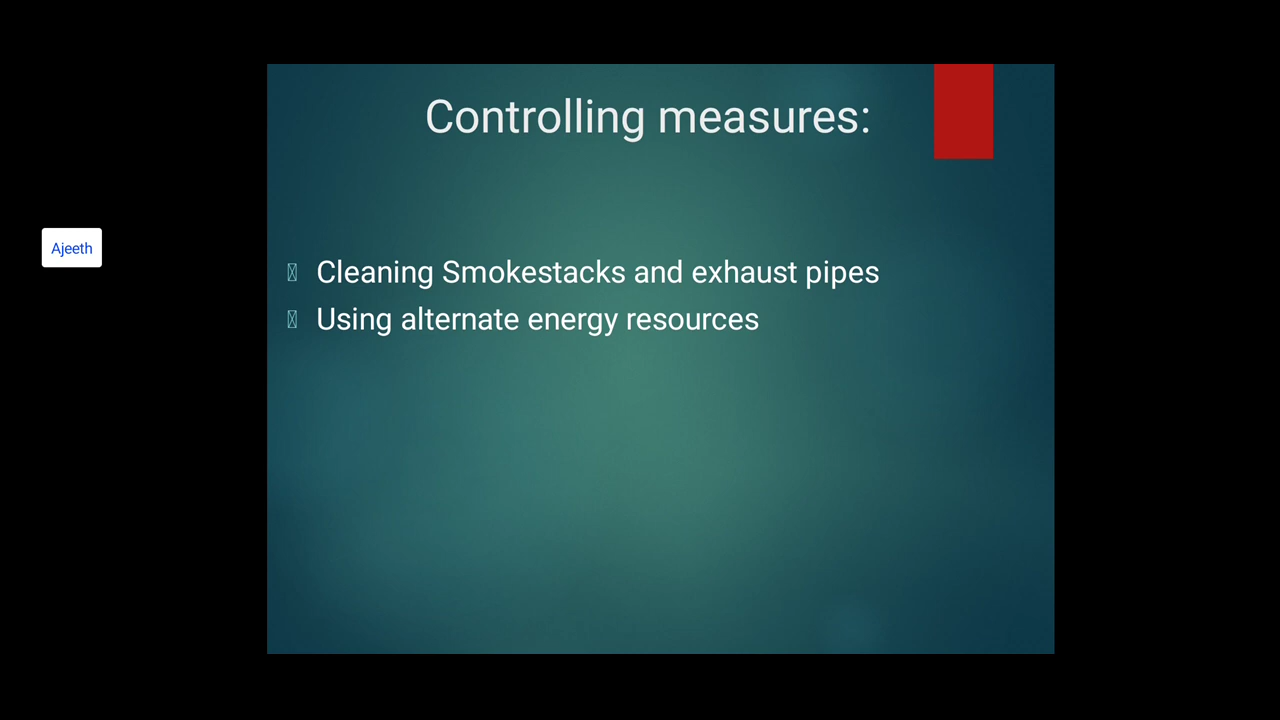 Controlling measures:
Ajeeth
Cleaning Smokestacks and exhaust pipes
Using alternate energy resources